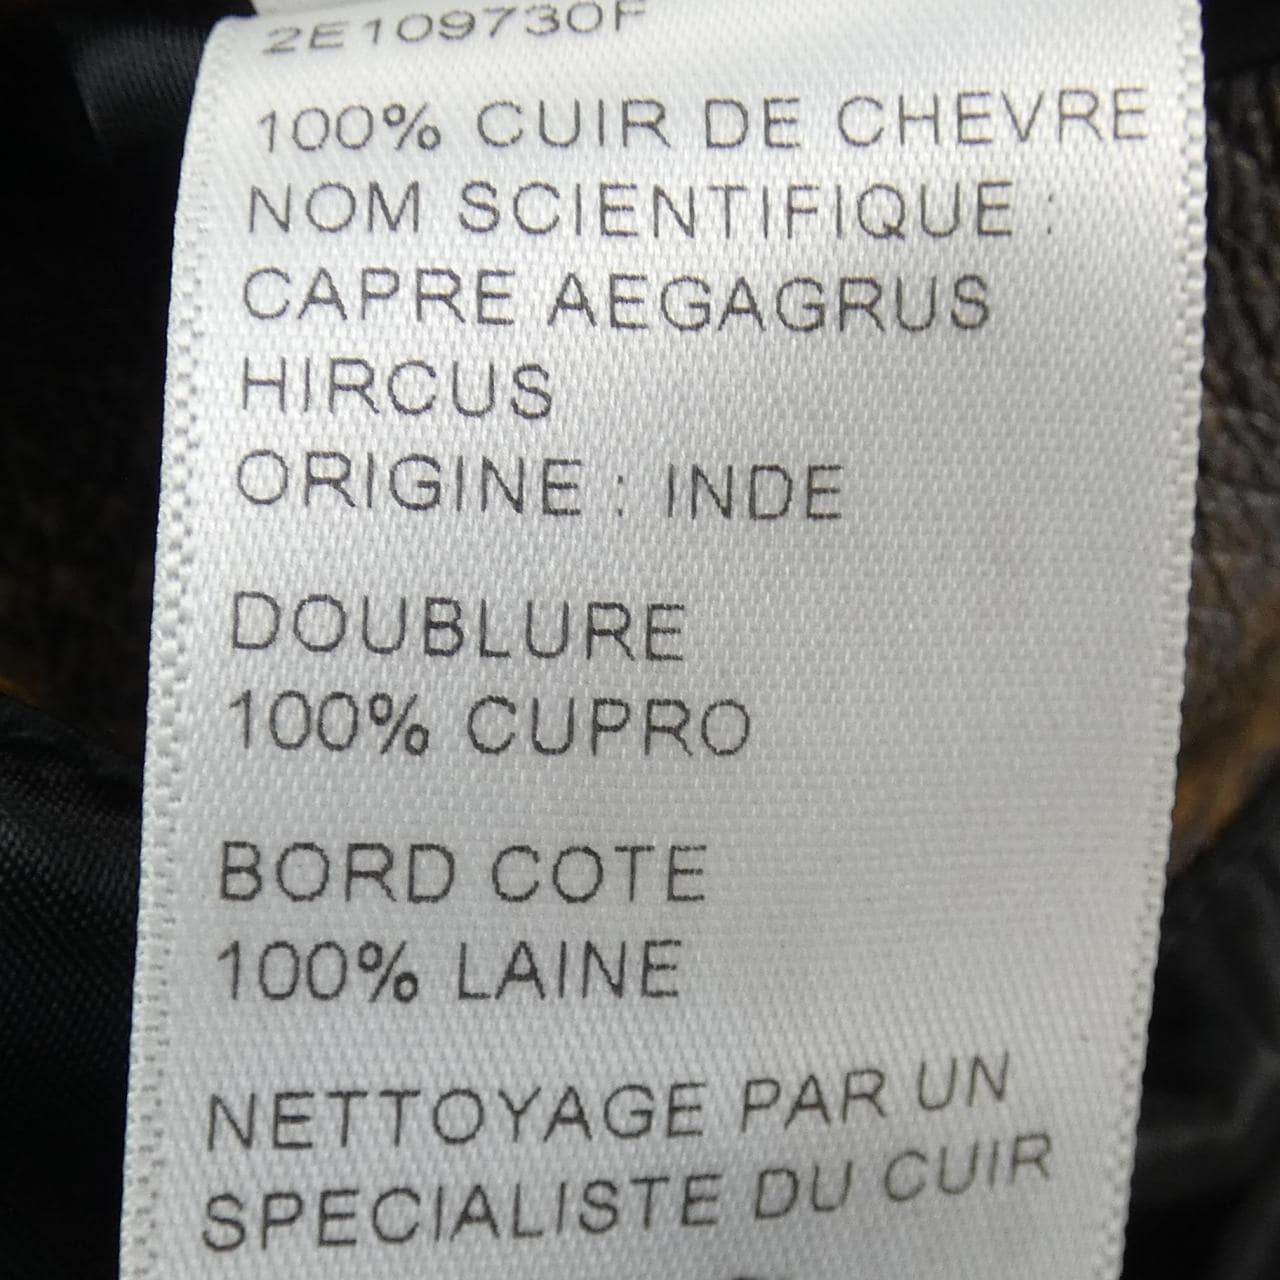 2E109730F
100% CUIR DE CHEVRE
NOM SCIENTIFIQUE :
CAPRE AEGAGRUS
HIRCUS
ORIGINE : INDE
DOUBLURE
100% CUPRO
BORD COTE
100% LAINE
NETTOYAGE PAR UN
SPECIALISTE DU CUIR